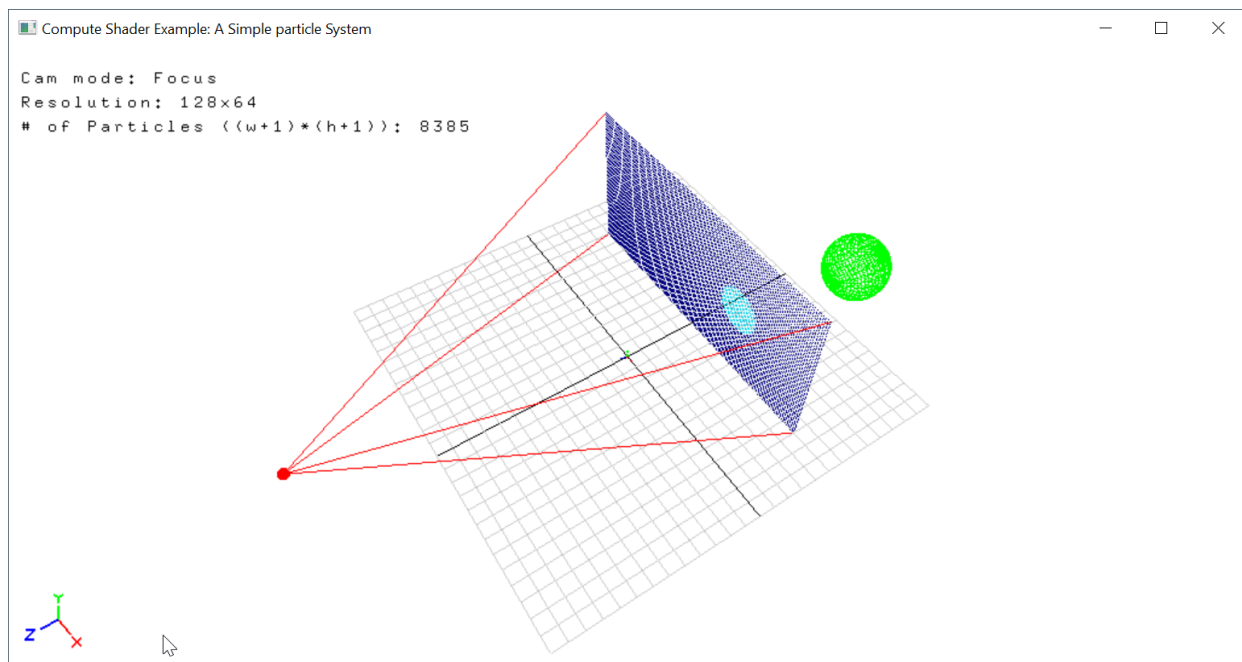 Compute Shader Example: A Simple particle System
Cam mode: Focus
Resolution: 128x64
# of Particles ((w+1)*(h+1)): 8385
Y
Z
X